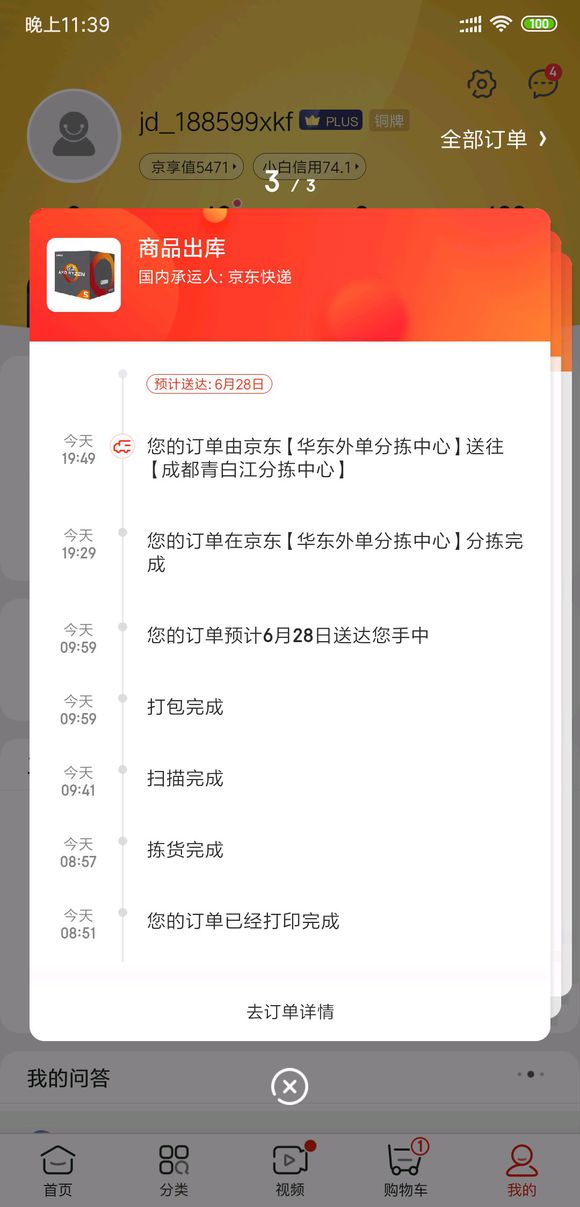 晚上11:39
100
4
jd_188599xkf PLUS 铜牌
全部订单
京享值5471 小白信用74.1
3 / 3
商品出库
国内承运人: 京东快递
AMD RYZEN
5
预计送达: 6月28日
今天
19:49
您的订单由京东【华东外单分拣中心】送往
【成都青白江分拣中心】
今天
19:29
您的订单在京东【华东外单分拣中心】分拣完
成
今天
09:59
您的订单预计6月28日送达您手中
今天
09:59
打包完成
今天
09:41
扫描完成
今天
08:57
拣货完成
今天
08:51
您的订单已经打印完成
去订单详情
我的问答
1
首页
分类
视频
购物车
我的